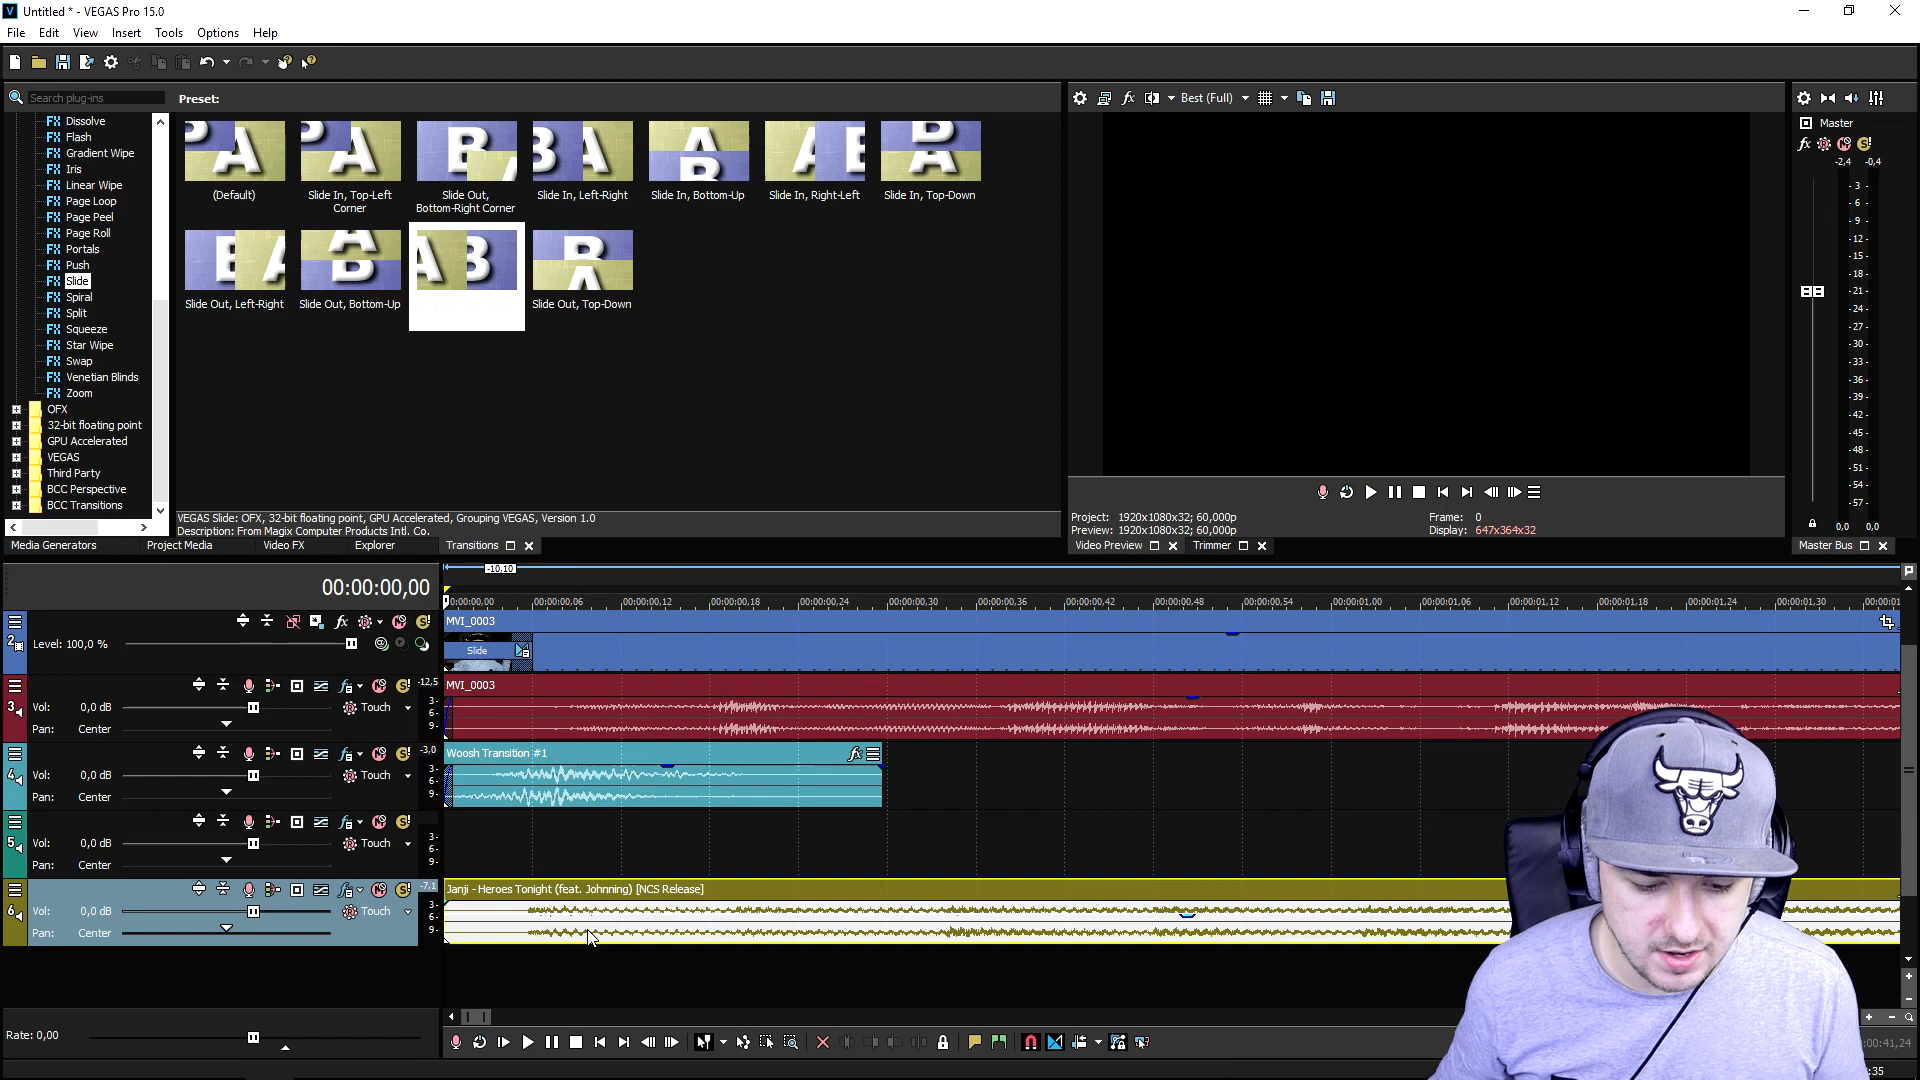 Untitled * - VEGAS Pro 15.0
File Edit View Insert Tools Options Help
Search plug-ins
Preset:
Dissolve
Flash
Gradient Wipe
Iris
Linear Wipe
Page Loop
Page Peel
Page Roll
Portals
Push
Slide
Spiral
Split
Squeeze
Star Wipe
Swap
Venetian Blinds
Zoom
OFX
32-bit floating point
GPU Accelerated
VEGAS
Third Party
BCC Perspective
BCC Transitions
(Default)
Slide In, Top-Left
Corner
Slide Out,
Bottom-Right Corner
Slide In, Left-Right
Slide In, Bottom-Up
Slide In, Right-Left
Slide In, Top-Down
Slide Out, Left-Right
Slide Out, Bottom-Up
Slide Out, Top-Down
VEGAS Slide: OFX, 32-bit floating point, GPU Accelerated, Grouping VEGAS, Version 1.0
Description: From Magix Computer Products Intl. Co.
Media Generators Project Media Video FX Explorer Transitions
Best (Full)
Project: 1920x1080x32; 60,000p
Preview: 1920x1080x32; 60,000p
Frame: 0
Display: 647x364x32
Video Preview Trimmer
Master
-2,4 -0,4
3
6
9
-12-
-15-
-18-
-21-
-24-
-27-
-30-
-33-
-36-
-39-
-42-
-45-
-48-
-51-
-54-
-57-
0,0 0,0
Master Bus
00:00:00,00
-10,10
00:00:00,00 00:00:00,06 00:00:00,12 00:00:00,18 00:00:00,24 00:00:00,30 00:00:00,36 00:00:00,42 00:00:00,48 00:00:00,54 00:00:01,00 00:00:01,06 00:00:01,12 00:00:01,18 00:00:01,24 00:00:01,30
2
Level: 100,0 %
MVI_0003
Slide
3
Vol: 0,0 dB Touch
Pan: Center
-12,5
3
6
9
MVI_0003
4
Vol: 0,0 dB Touch
Pan: Center
-3,0
3
6
9
Woosh Transition #1
5
Vol: 0,0 dB Touch
Pan: Center
3
6
9
6
Vol: 0,0 dB Touch
Pan: Center
-7,1
3
6
9
Janji - Heroes Tonight (feat. Johnning) [NCS Release]
Rate: 0,00